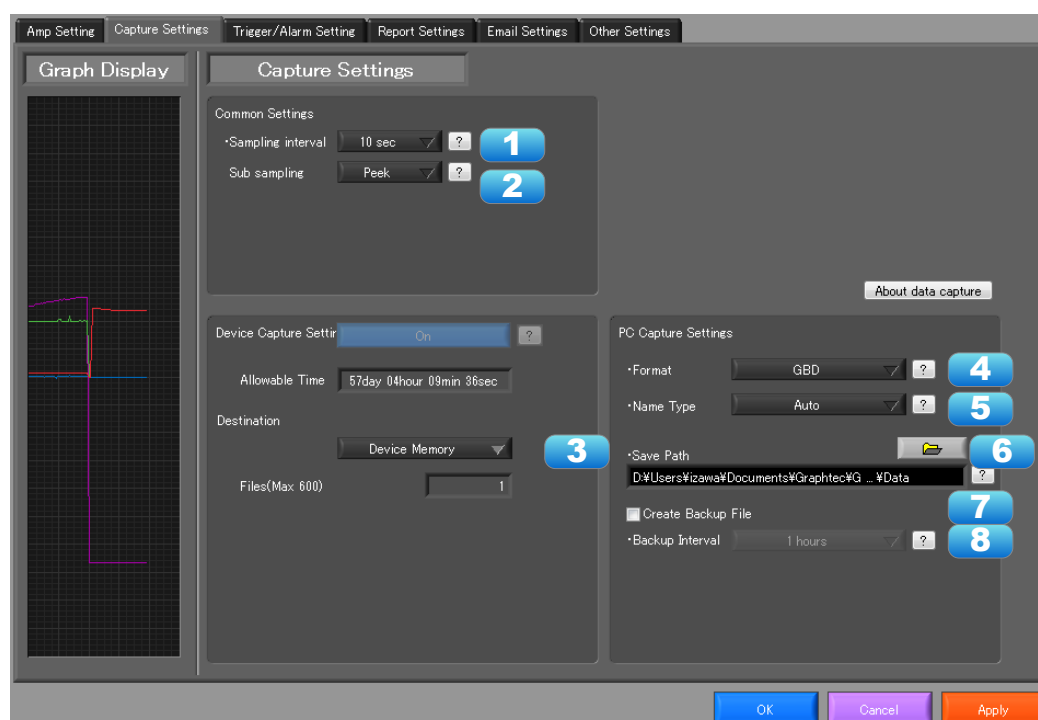 Amp Setting Capture Settings Trigger/Alarm Setting Report Settings Email Settings Other Settings
Graph Display Capture Settings
Common Settings
・Sampling interval 10 sec ? 1
Sub sampling Peek ? 2
About data capture
Device Capture Settir On ?
Allowable Time 57day 04hour 09min 36sec
Destination
Device Memory 3
Files(Max 600) 1
PC Capture Settings
・Format GBD ? 4
・Name Type Auto ? 5
・Save Path 6
D:¥Users¥izawa¥Documents¥Graphtec¥G ... ¥Data ?
Create Backup File 7
・Backup Interval 1 hours ? 8
OK Cancel Apply